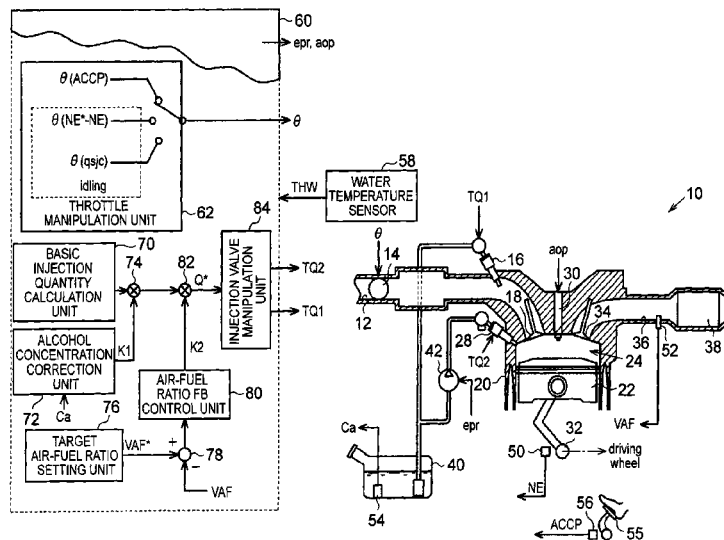 60
epr, aop
θ (ACCP)
θ (NE*-NE)
θ (qsjc)
idling
THROTTLE
MANIPULATION UNIT
θ
62
58
THW
WATER
TEMPERATURE
SENSOR
10
70
BASIC
INJECTION
QUANTITY
CALCULATION
UNIT
74
82
Q*
84
INJECTION VALVE
MANIPULATION
UNIT
TQ2
TQ1
ALCOHOL
CONCENTRATION
CORRECTION
UNIT
K1
K2
72
Ca
76
AIR-FUEL
RATIO FB
CONTROL UNIT
80
TARGET
AIR-FUEL RATIO
SETTING UNIT
VAF*
+
−
78
VAF
TQ1
θ
14
16
aop
30
12
18
34
28
TQ2
20
24
36
52
38
22
42
epr
VAF
32
driving
wheel
50
NE
Ca
40
54
56
ACCP
55